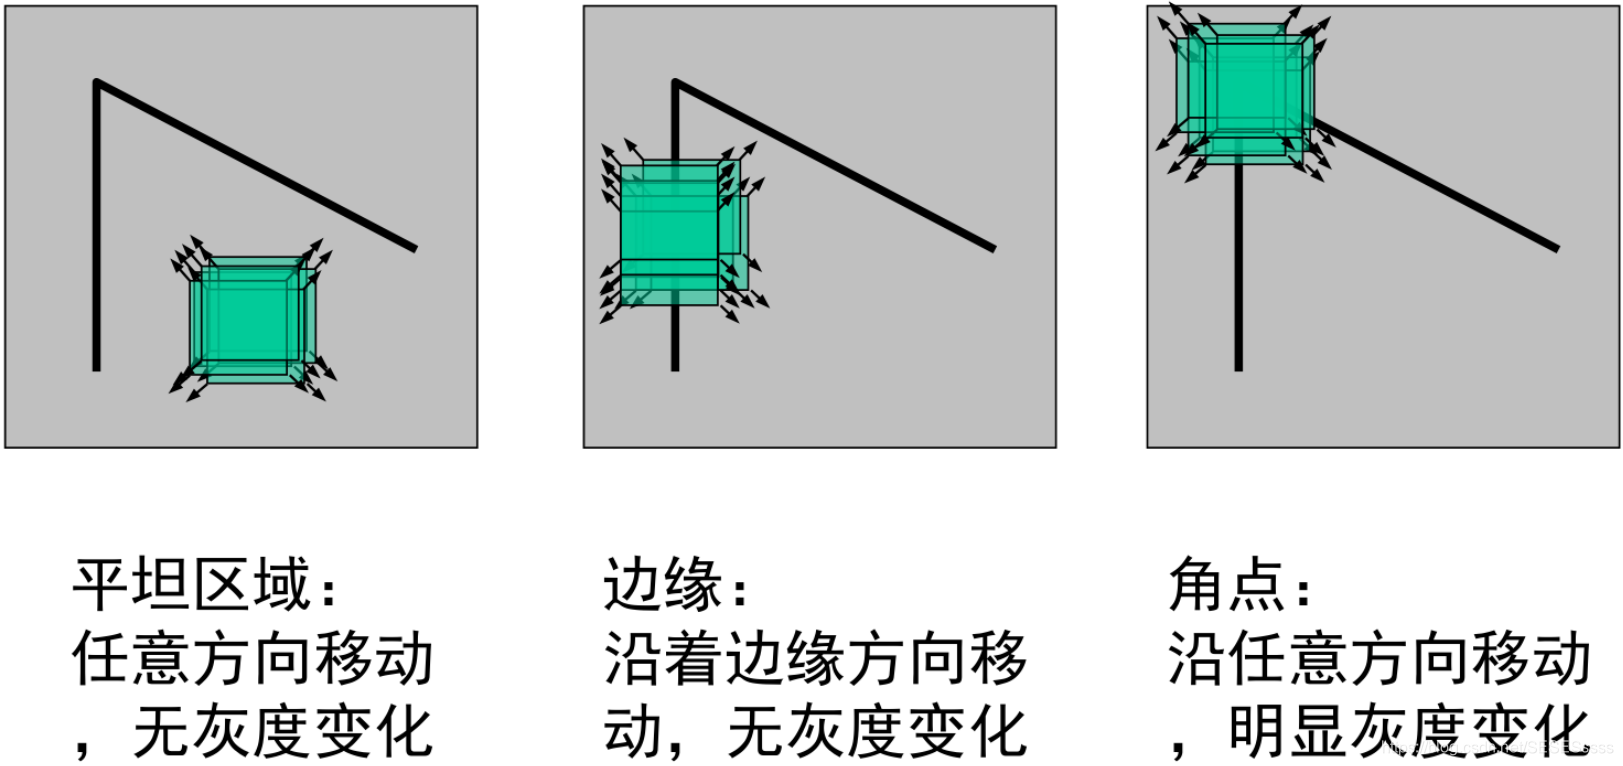 平坦区域：
任意方向移动
，无灰度变化
边缘：
沿着边缘方向移
动，无灰度变化
角点：
沿任意方向移动
，明显灰度变化